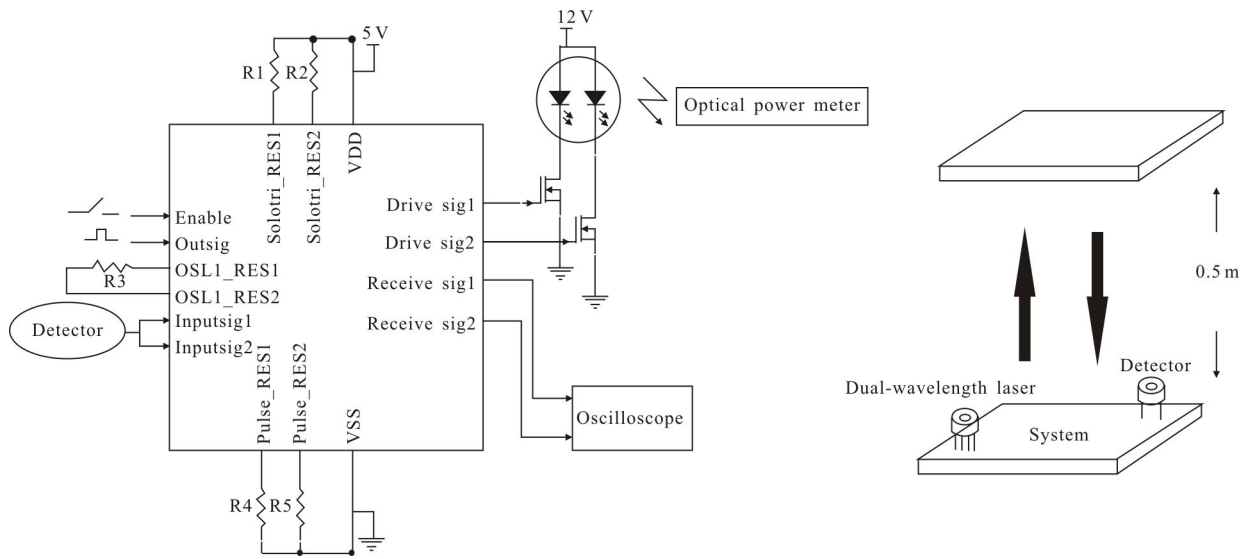 12 V
5 V
R1
R2
Optical power meter
Solotri_RES1
Solotri_RES2
VDD
Enable
Outsig
OSL1_RES1
OSL1_RES2
Inputsig1
Inputsig2
R3
Detector
Drive sig1
Drive sig2
Receive sig1
Receive sig2
Pulse_RES1
Pulse_RES2
VSS
R4
R5
Oscilloscope
0.5 m
Detector
Dual-wavelength laser
System